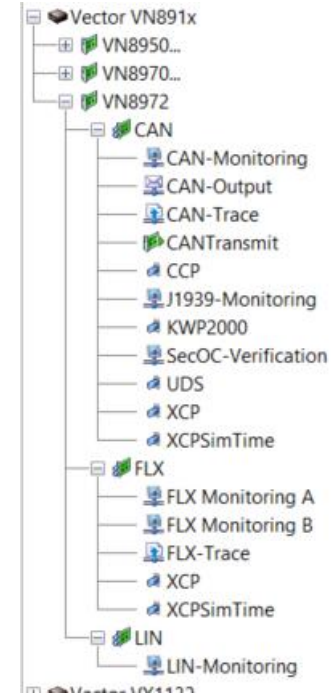 Vector VN891x
VN8950...
VN8970...
VN8972
CAN
CAN-Monitoring
CAN-Output
CAN-Trace
CANTransmit
CCP
J1939-Monitoring
KWP2000
SecOC-Verification
UDS
XCP
XCPSimTime
FLX
FLX Monitoring A
FLX Monitoring B
FLX-Trace
XCP
XCPSimTime
LIN
LIN-Monitoring